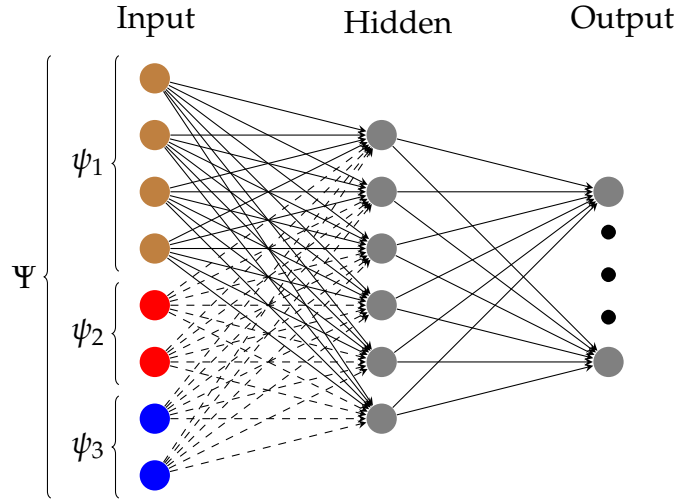 Input Hidden Output
ψ1
Ψ
ψ2
ψ3